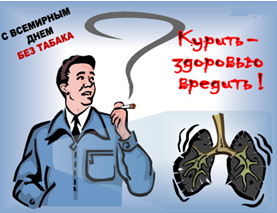 С ВСЕМИРНЫМ
ДНЕМ
БЕЗ ТАБАКА
Курить -
здоровью
вредить!